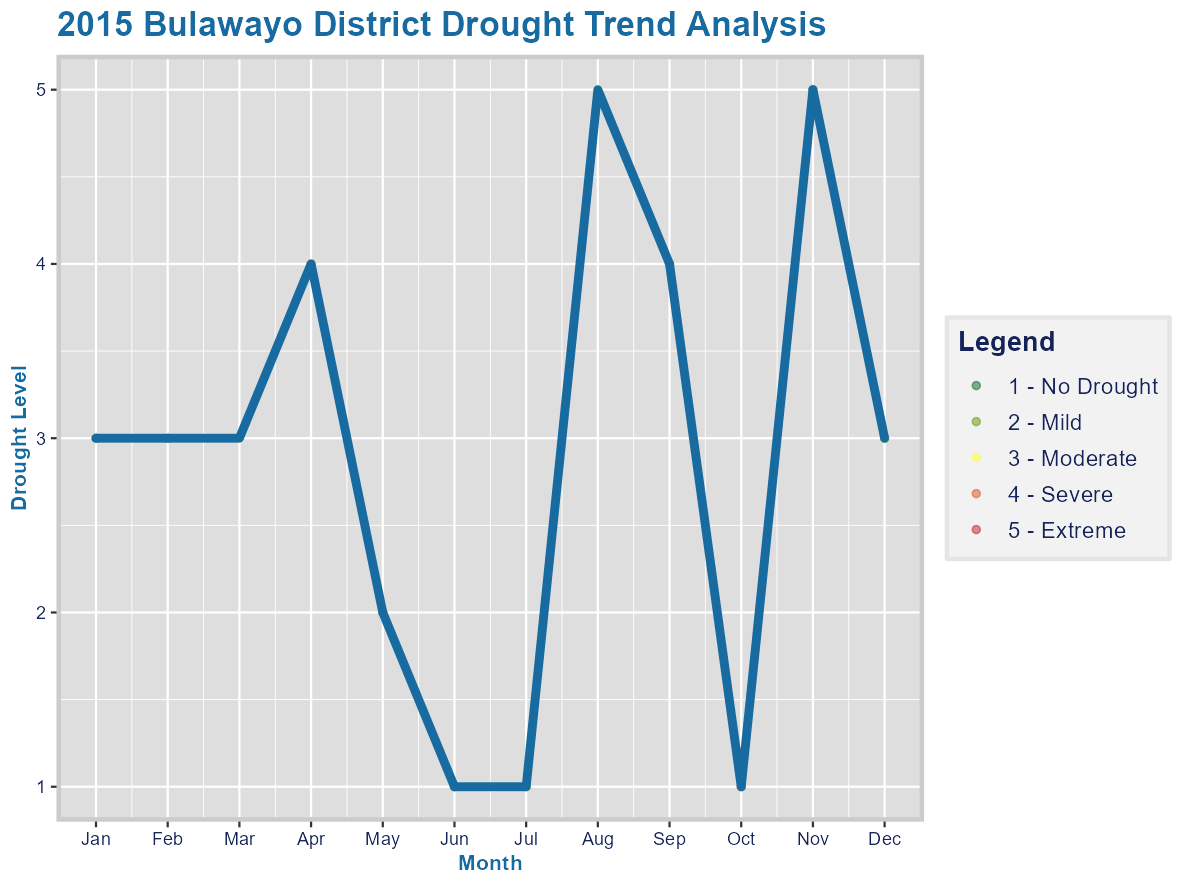 2015 Bulawayo District Drought Trend Analysis
5
4
3
2
1
Drought Level
Jan Feb Mar Apr May Jun Jul Aug Sep Oct Nov Dec
Month
Legend
1 - No Drought
2 - Mild
3 - Moderate
4 - Severe
5 - Extreme